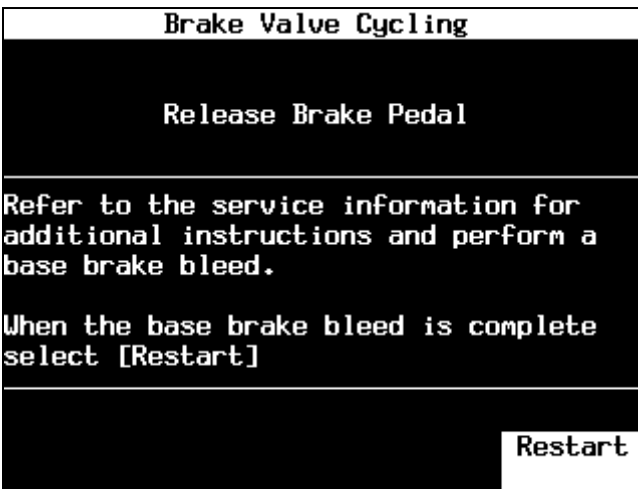 Brake Valve Cycling
Release Brake Pedal
Refer to the service information for
additional instructions and perform a
base brake bleed.
When the base brake bleed is complete
select [Restart]
Restart